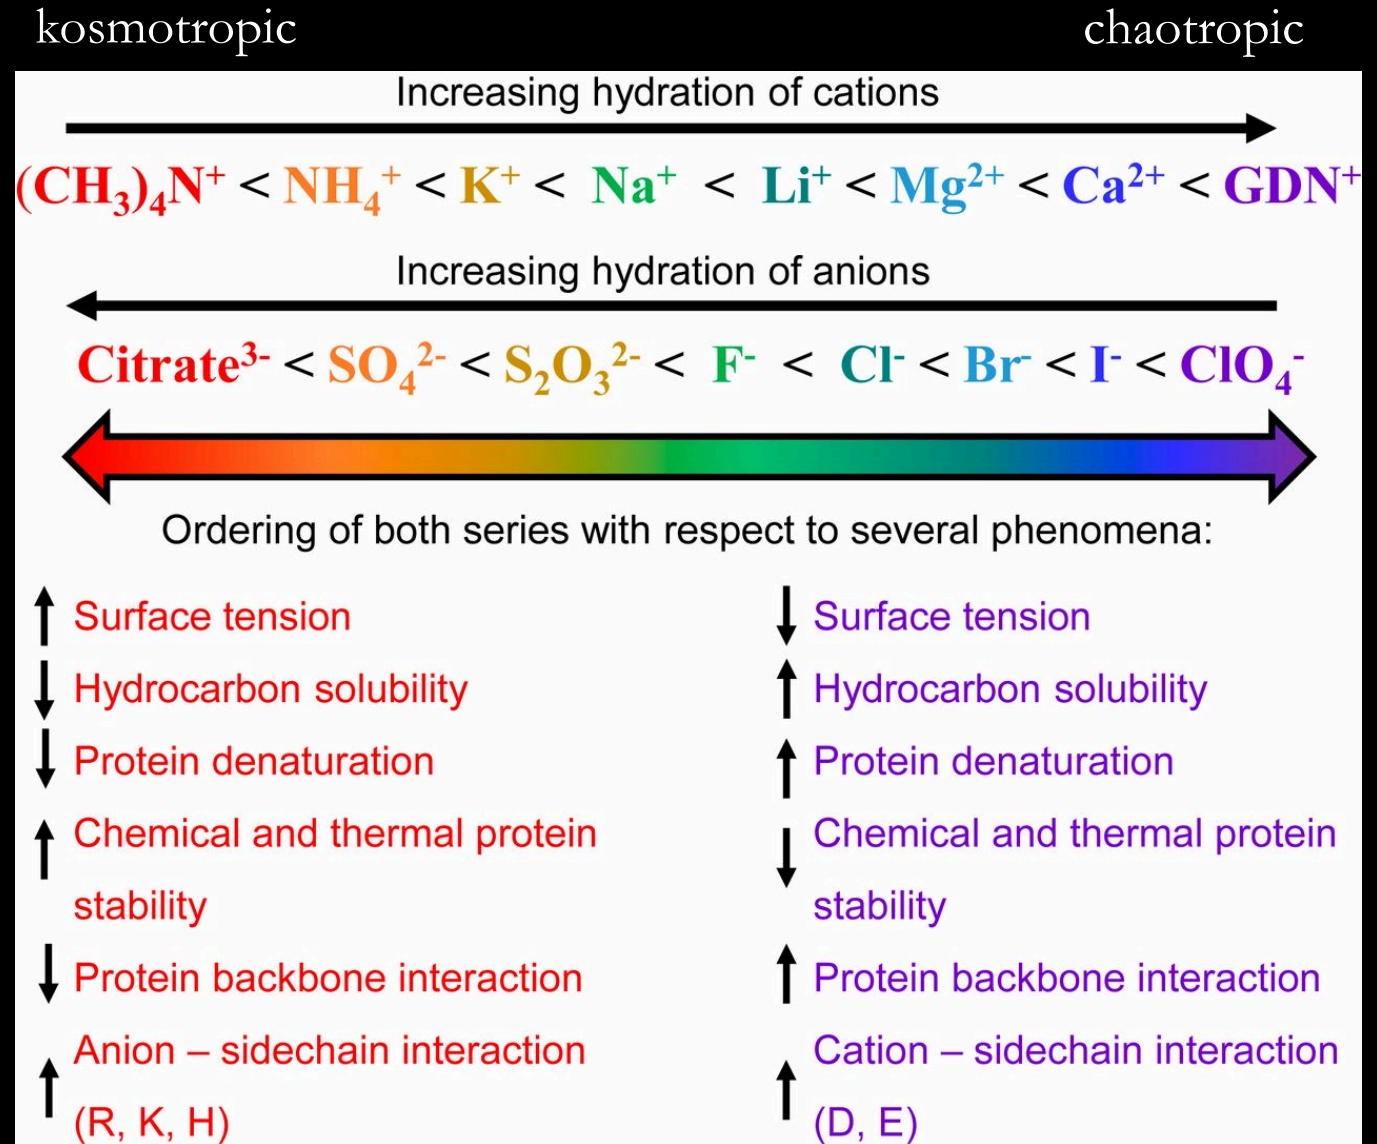 kosmotropic chaotropic
Increasing hydration of cations
(CH₃)₄N⁺ < NH₄⁺ < K⁺ < Na⁺ < Li⁺ < Mg²⁺ < Ca²⁺ < GDN⁺
Increasing hydration of anions
Citrate³⁻ < SO₄²⁻ < S₂O₃²⁻ < F⁻ < Cl⁻ < Br⁻ < I⁻ < ClO₄⁻
Ordering of both series with respect to several phenomena:
↑ Surface tension
↓ Hydrocarbon solubility
↓ Protein denaturation
↑ Chemical and thermal protein
stability
↓ Protein backbone interaction
↑ Anion – sidechain interaction
(R, K, H)
↓ Surface tension
↑ Hydrocarbon solubility
↑ Protein denaturation
↓ Chemical and thermal protein
stability
↑ Protein backbone interaction
↑ Cation – sidechain interaction
(D, E)